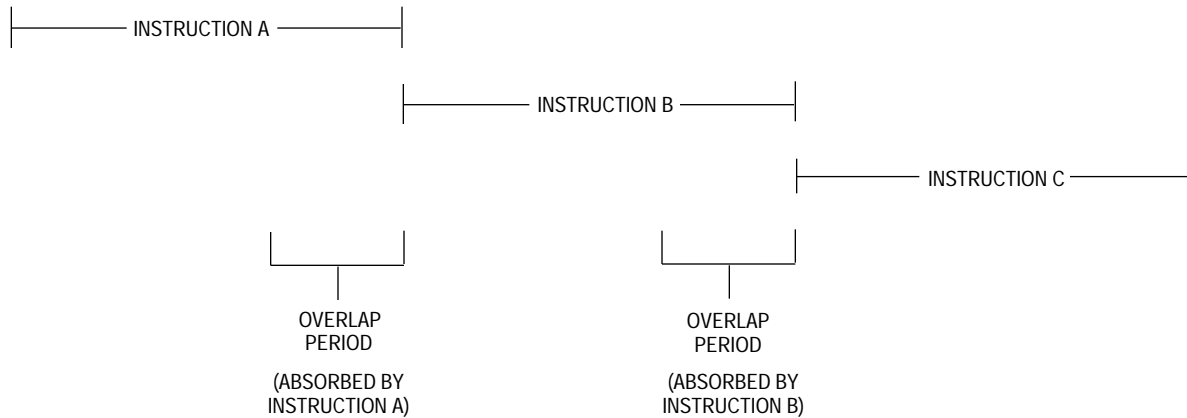 INSTRUCTION A
INSTRUCTION B
INSTRUCTION C
OVERLAP
PERIOD
(ABSORBED BY
INSTRUCTION A)
OVERLAP
PERIOD
(ABSORBED BY
INSTRUCTION B)